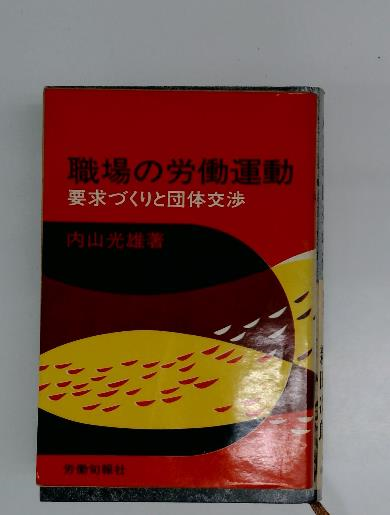 職場の労働運動
要求づくりと団体交渉
内山光雄著
労働旬報社